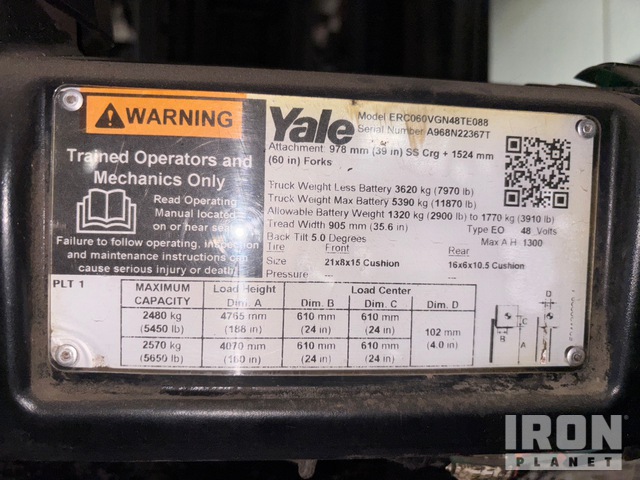 WARNING
Trained Operators and
Mechanics Only
Read Operating
Manual located
on or hear seat.
Failure to follow operating, inspection
and maintenance instructions can
cause serious injury or death!
Yale
Model ERC060VGN48TE088
Serial Number A968N22367T
Attachment 978 mm (39 in) SS Crg + 1524 mm
(60 in) Forks
Truck Weight Less Battery 3620 kg (7970 lb)
Truck Weight Max Battery 5390 kg (11870 lb)
Allowable Battery Weight 1320 kg (2900 lb) to 1770 kg (3910 lb)
Tread Width 905 mm (35.6 in) Type EO 48 Volts
Back Tilt 5.0 Degrees Max AH 1300
Tire Front Rear
Size 21x8x15 Cushion 16x6x10.5 Cushion
Pressure --- ---
PLT 1
MAXIMUM CAPACITY Load Height Dim. A Load Center Dim. B Dim. C Dim. D
2480 kg 4765 mm 610 mm 610 mm
(5450 lb) (188 in) (24 in) (24 in)
102 mm
(4.0 in)
2570 kg 4070 mm 610 mm 610 mm
(5650 lb) (160 in) (24 in) (24 in)
D
C
B
A
IRON
PLANET